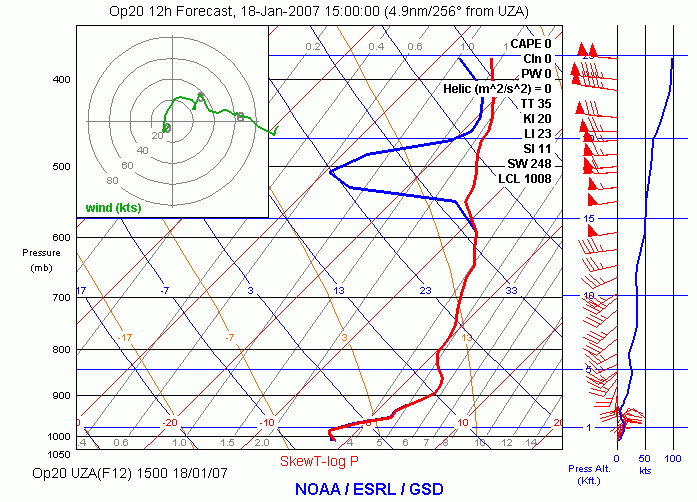 Op20 12h Forecast, 18-Jan-2007 15:00:00 (4.9nm/256° from UZA)
0.2 0.4 0.6 1.0
CAPE 0
CIn 0
PW 0
Helic (m^2/s^2) = 0
TT 35
KI 20
LI 23
SI 11
SW 248
LCL 1008
40
60
80
wind (kts)
400
500
600
700
800
900
1000
1050
Pressure
(mb)
-17 -7 3 13 23 33
-17 -7 3 13
-20 -10 0 10 20
.4 0.6 1.0 1.5 2.0 3 4 5 6 7 8 10 12 14
SkewT-log P
15
10
5
1
Press Alt.
(Kft.)
0 50 100
kts
Op20 UZA(F12) 1500 18/01/07
NOAA / ESRL / GSD